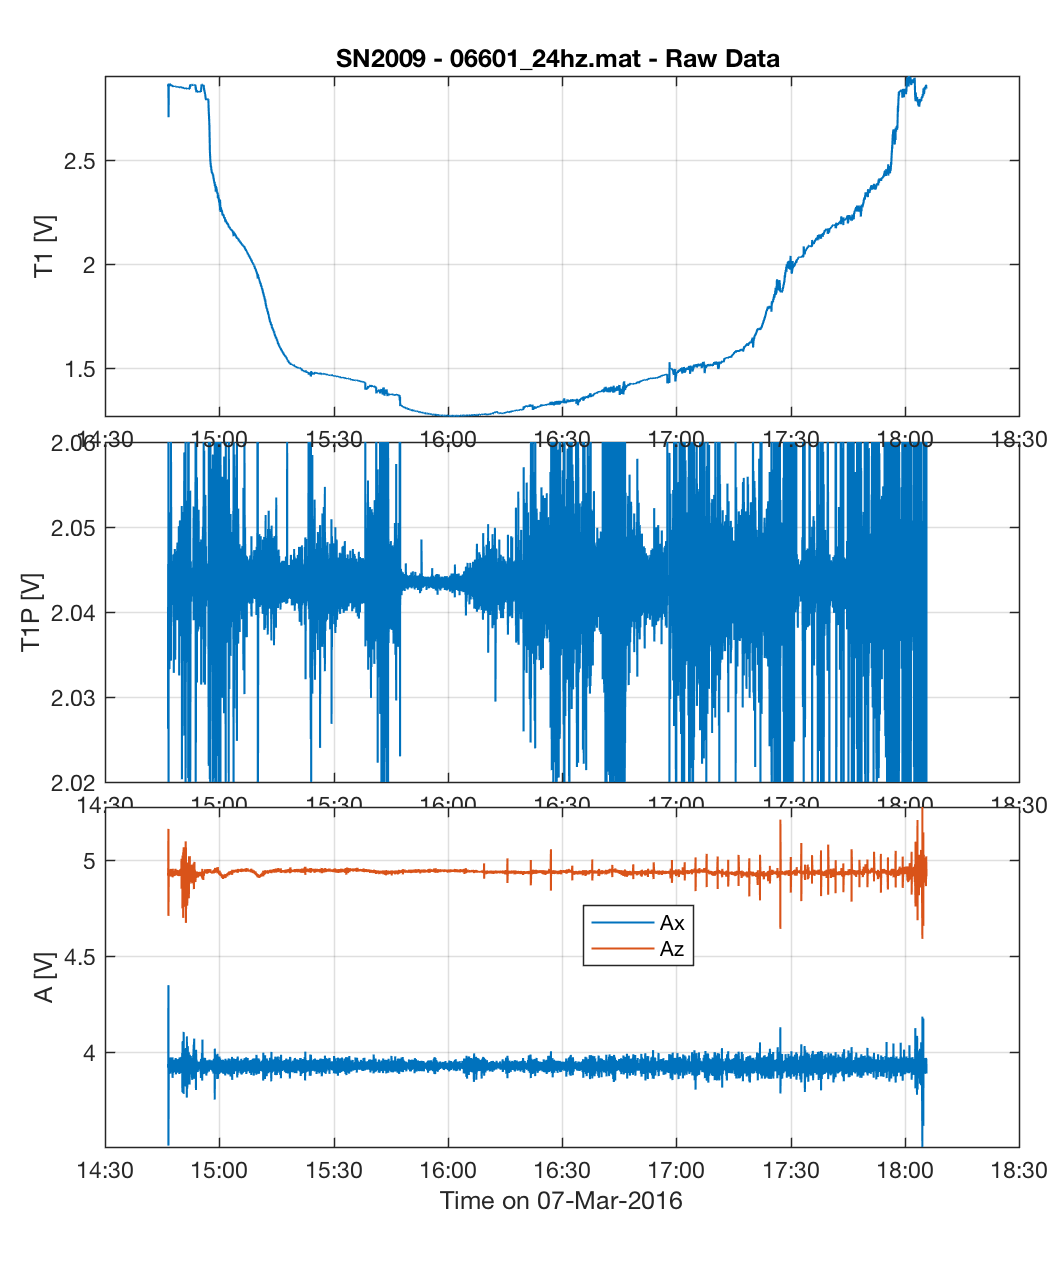 SN2009 - 06601_24hz.mat - Raw Data
T1 [V]
2.5
2
1.5
14:30 15:00 15:30 16:00 16:30 17:00 17:30 18:00 18:30
T1P [V]
2.06
2.05
2.04
2.03
2.02
14:30 15:00 15:30 16:00 16:30 17:00 17:30 18:00 18:30
A [V]
5
4.5
4
Ax
Az
14:30 15:00 15:30 16:00 16:30 17:00 17:30 18:00 18:30
Time on 07-Mar-2016